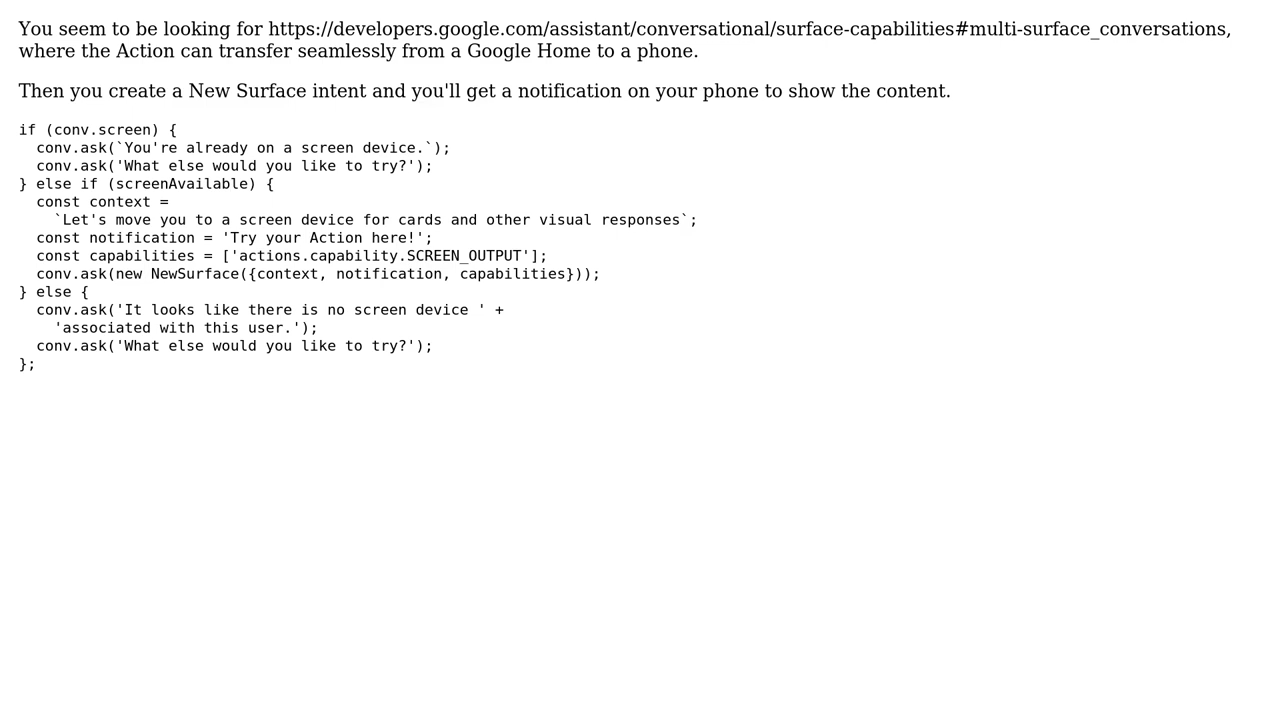 You seem to be looking for https://developers.google.com/assistant/conversational/surface-capabilities#multi-surface_conversations,
where the Action can transfer seamlessly from a Google Home to a phone.
Then you create a New Surface intent and you'll get a notification on your phone to show the content.
if (conv.screen) {
  conv.ask(`You're already on a screen device.`);
  conv.ask('What else would you like to try?');
} else if (screenAvailable) {
  const context =
    `Let's move you to a screen device for cards and other visual responses`;
  const notification = 'Try your Action here!';
  const capabilities = ['actions.capability.SCREEN_OUTPUT'];
  conv.ask(new NewSurface({context, notification, capabilities}));
} else {
  conv.ask('It looks like there is no screen device ' +
    'associated with this user.');
  conv.ask('What else would you like to try?');
};